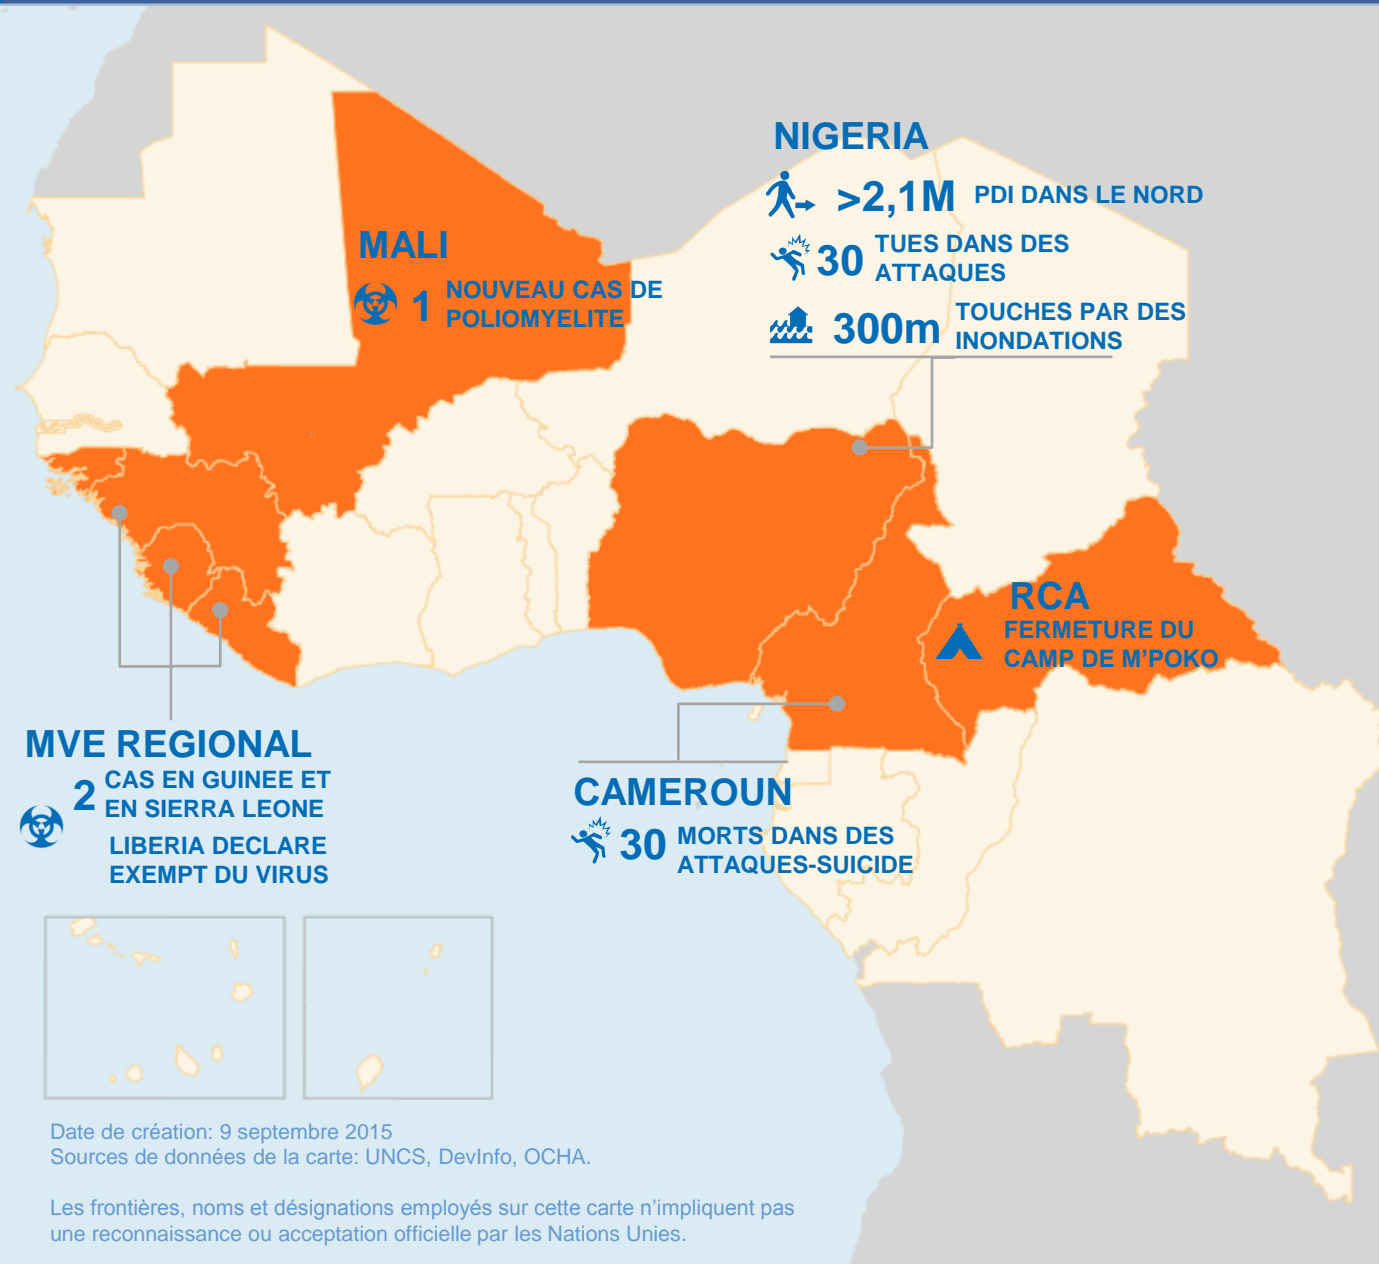 NIGERIA
>2,1M PDI DANS LE NORD
30 TUES DANS DES
ATTAQUES
300m TOUCHES PAR DES
INONDATIONS
MALI
1 NOUVEAU CAS DE
POLIOMYELITE
RCA
FERMETURE DU
CAMP DE M'POKO
MVE REGIONAL
2 CAS EN GUINEE ET
EN SIERRA LEONE
LIBERIA DECLARE
EXEMPT DU VIRUS
CAMEROUN
30 MORTS DANS DES
ATTAQUES-SUICIDE
Date de création: 9 septembre 2015
Sources de données de la carte: UNCS, DevInfo, OCHA.
Les frontières, noms et désignations employés sur cette carte n'impliquent pas
une reconnaissance ou acceptation officielle par les Nations Unies.